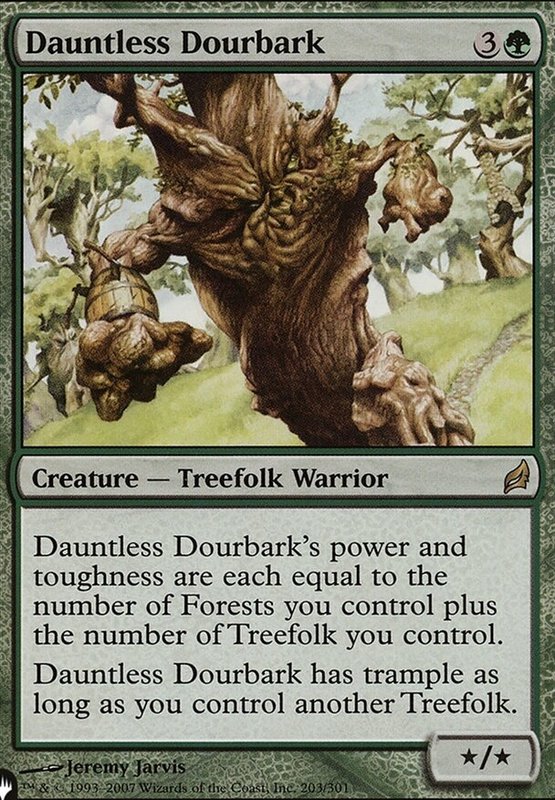 Dauntless Dourbark 3
Creature — Treefolk Warrior
Dauntless Dourbark's power and
toughness are each equal to the
number of Forests you control plus
the number of Treefolk you control.
Dauntless Dourbark has trample as
long as you control another Treefolk.
★/★
Jeremy Jarvis
™ & © 1993–2007 Wizards of the Coast, Inc. 203/301